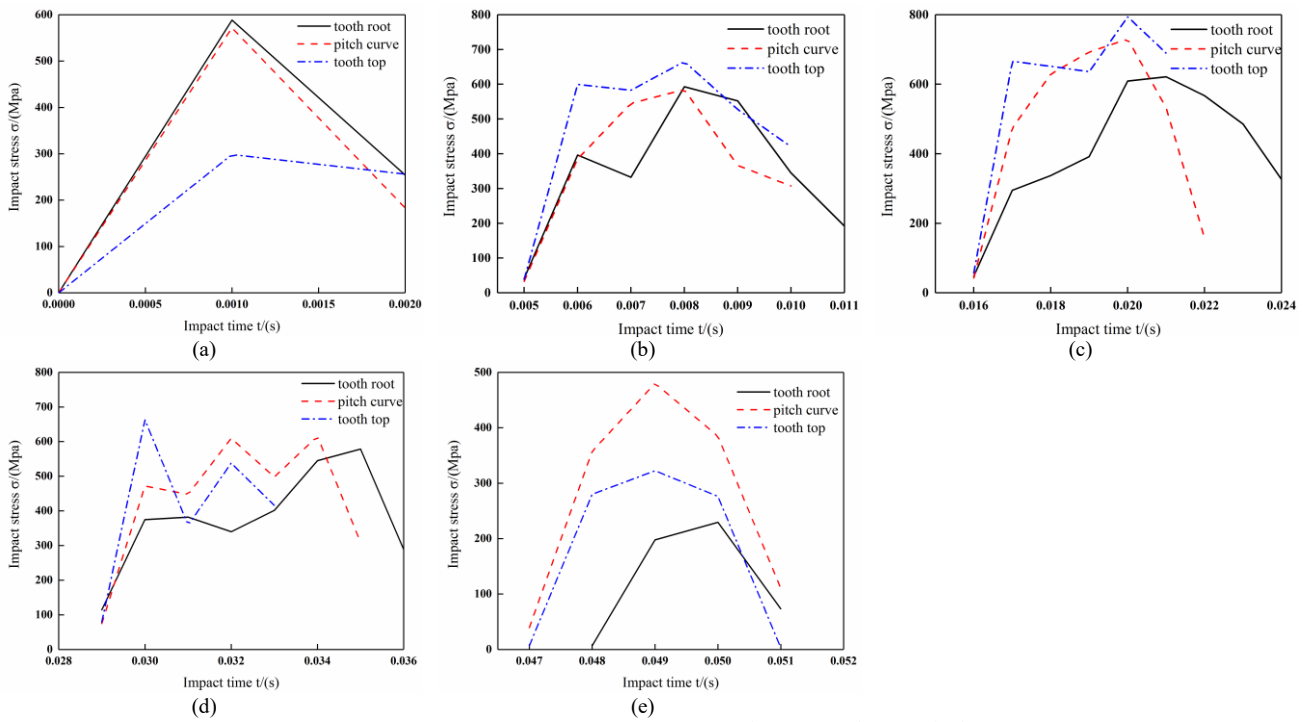 600
500
400
300
200
100
0
Impact stress σ/(Mpa)
tooth root
pitch curve
tooth top
0.0000 0.0005 0.0010 0.0015 0.0020
Impact time t/(s)
(a)
800
700
600
500
400
300
200
100
0
Impact stress σ/(Mpa)
tooth root
pitch curve
tooth top
0.005 0.006 0.007 0.008 0.009 0.010 0.011
Impact time t/(s)
(b)
800
600
400
200
0
Impact stress σ/(Mpa)
tooth root
pitch curve
tooth top
0.016 0.018 0.020 0.022 0.024
Impact time t/(s)
(c)
800
700
600
500
400
300
200
100
0
Impact stress σ/(Mpa)
tooth root
pitch curve
tooth top
0.028 0.030 0.032 0.034 0.036
Impact time t/(s)
(d)
500
400
300
200
100
0
Impact stress σ/(Mpa)
tooth root
pitch curve
tooth top
0.047 0.048 0.049 0.050 0.051 0.052
Impact time t/(s)
(e)